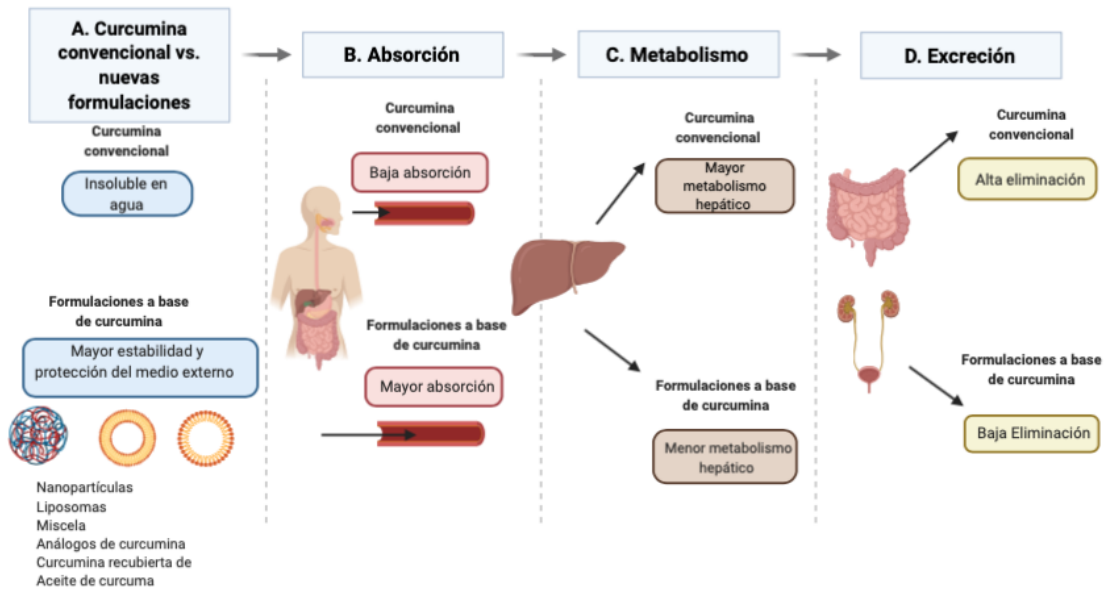 A. Curcumina
convencional vs.
nuevas
formulaciones
Curcumina
convencional
Insoluble en
agua
Formulaciones a base
de curcumina
Mayor estabilidad y
protección del medio externo
Nanopartículas
Liposomas
Miscela
Análogos de curcumina
Curcumina recubierta de
Aceite de curcuma
B. Absorción
Curcumina
convencional
Baja absorción
Formulaciones a base
de curcumina
Mayor absorción
C. Metabolismo
Curcumina
convencional
Mayor
metabolismo
hepático
Formulaciones a base
de curcumina
Menor metabolismo
hepático
D. Excreción
Curcumina
convencional
Alta eliminación
Formulaciones a base
de curcumina
Baja Eliminación